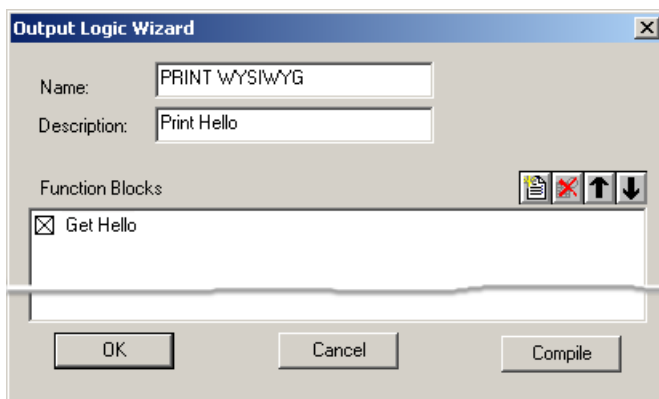 Output Logic Wizard
Name: PRINT WYSIWYG
Description: Print Hello
Function Blocks
Get Hello
OK Cancel Compile